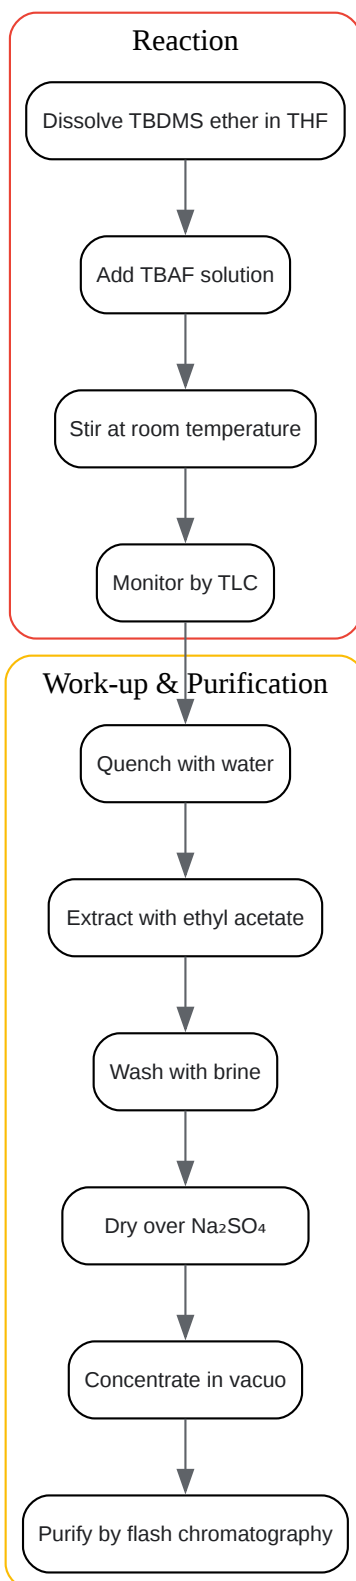 Reaction
Dissolve TBDMS ether in THF
Add TBAF solution
Stir at room temperature
Monitor by TLC
Work-up & Purification
Quench with water
Extract with ethyl acetate
Wash with brine
Dry over Na₂SO₄
Concentrate in vacuo
Purify by flash chromatography